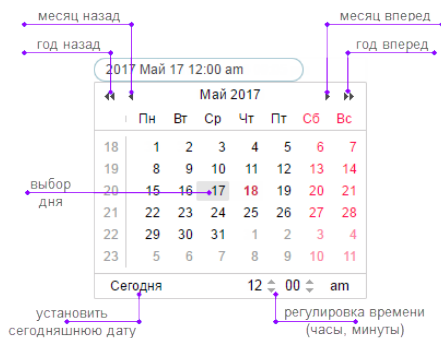 месяц назад
месяц вперед
год назад
год вперед
2017 Май 17 12:00 am
Май 2017
Пн Вт Ср Чт Пт Сб Вс
18 1 2 3 4 5 6 7
19 8 9 10 11 12 13 14
20 15 16 17 18 19 20 21
21 22 23 24 25 26 27 28
22 29 30 31 1 2 3 4
23 5 6 7 8 9 10 11
выбор
дня
Сегодня 12 00 am
установить
сегодняшнюю дату
регулировка времени
(часы, минуты)